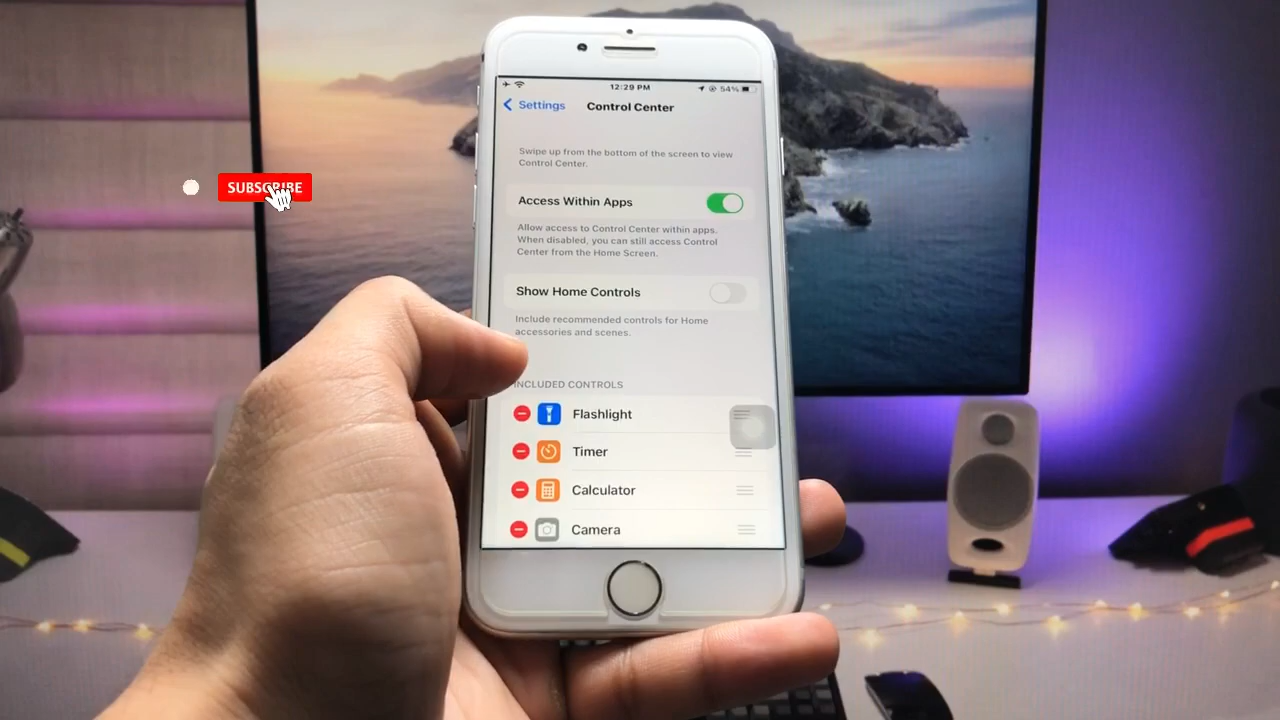 12:29 PM
54%
Settings
Control Center
Swipe up from the bottom of the screen to view
Control Center.
SUBSCRIBE
Access Within Apps
Allow access to Control Center within apps.
When disabled, you can still access Control
Center from the Home Screen.
Show Home Controls
Include recommended controls for Home
accessories and scenes.
INCLUDED CONTROLS
Flashlight
Timer
Calculator
Camera